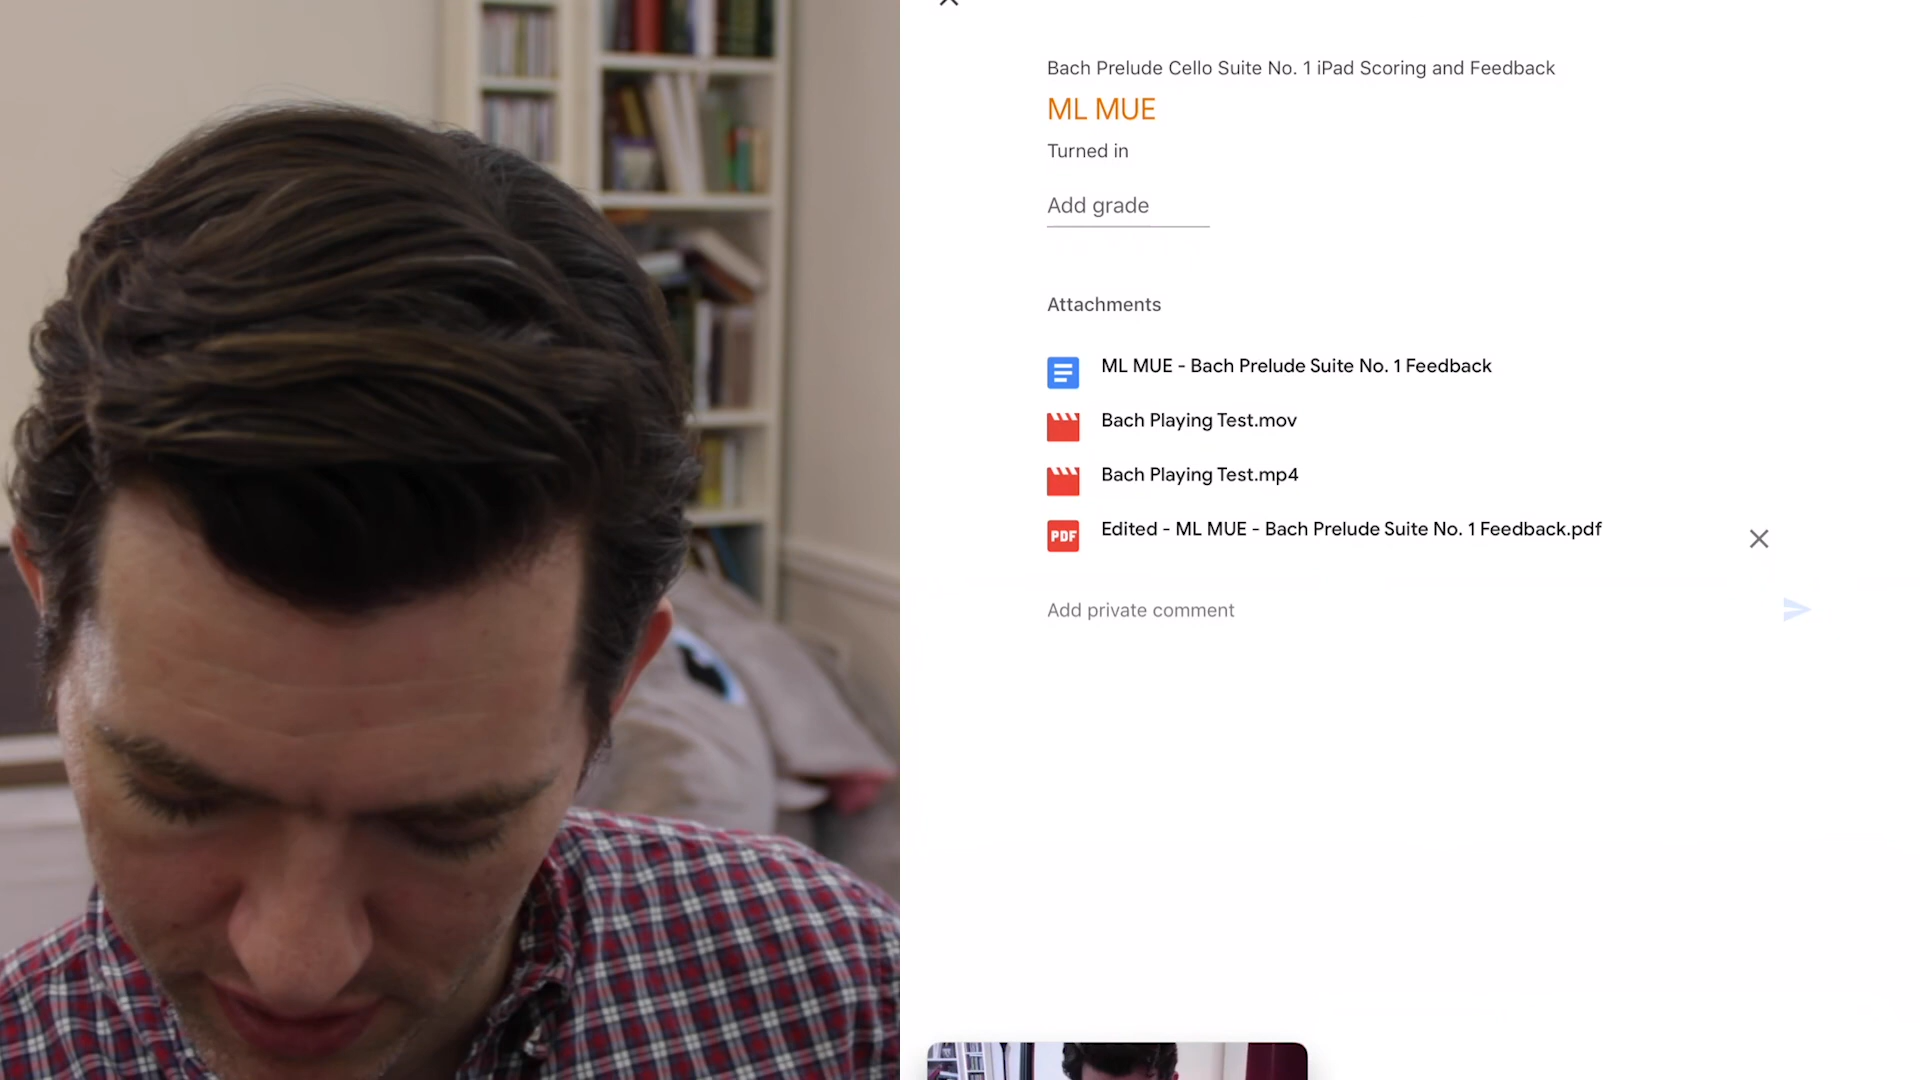 Bach Prelude Cello Suite No. 1 iPad Scoring and Feedback
ML MUE
Turned in
Add grade
Attachments
ML MUE - Bach Prelude Suite No. 1 Feedback
Bach Playing Test.mov
Bach Playing Test.mp4
PDF Edited - ML MUE - Bach Prelude Suite No. 1 Feedback.pdf
Add private comment